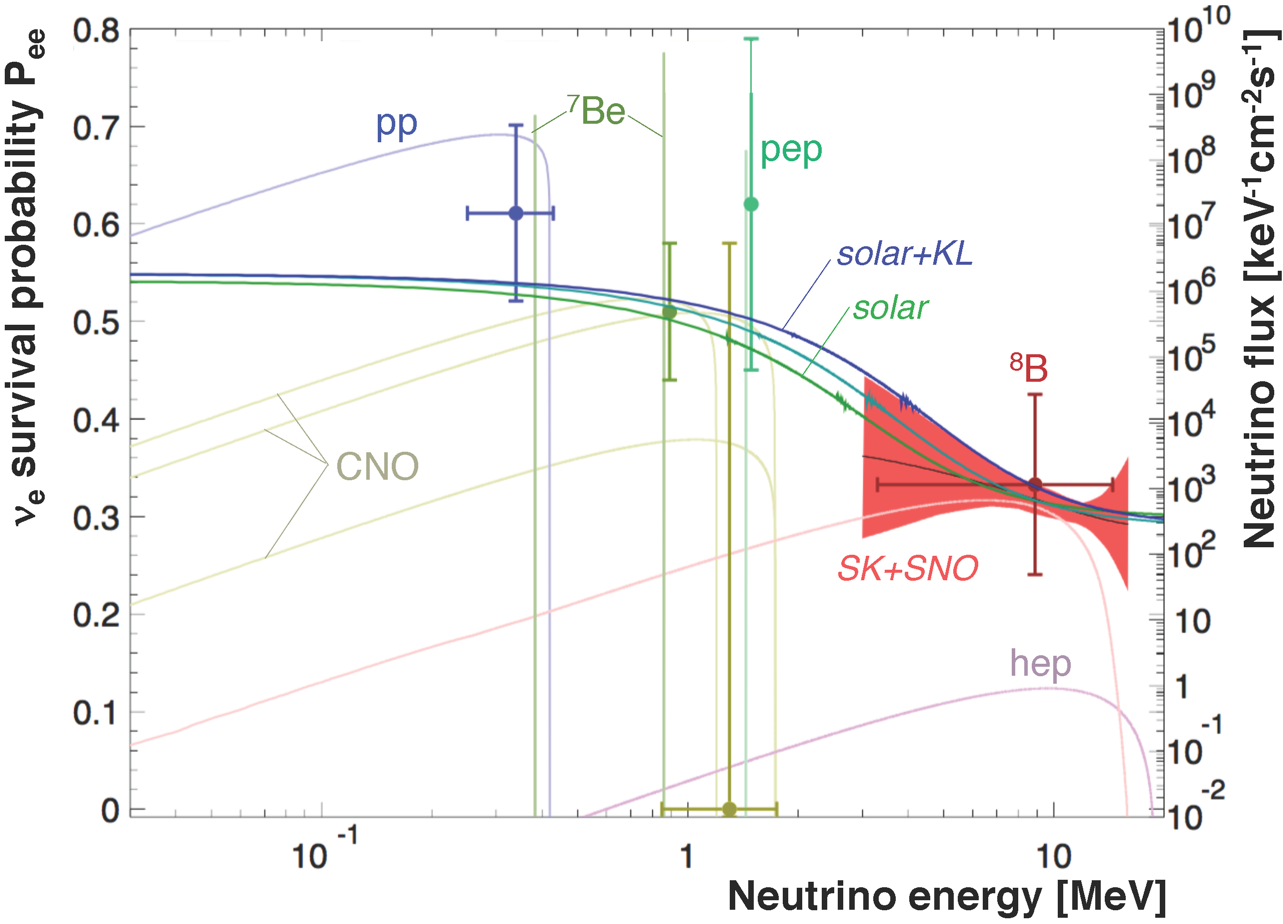 ν_e survival probability P_ee
0.8
0.7
0.6
0.5
0.4
0.3
0.2
0.1
0
pp
⁷Be
pep
solar+KL
solar
CNO
⁸B
SK+SNO
hep
10⁻¹
1
10
Neutrino energy [MeV]
10¹⁰
10⁹
10⁸
10⁷
10⁶
10⁵
10⁴
10³
10²
10
1
10⁻¹
10⁻²
10
Neutrino flux [keV⁻¹cm⁻²s⁻¹]